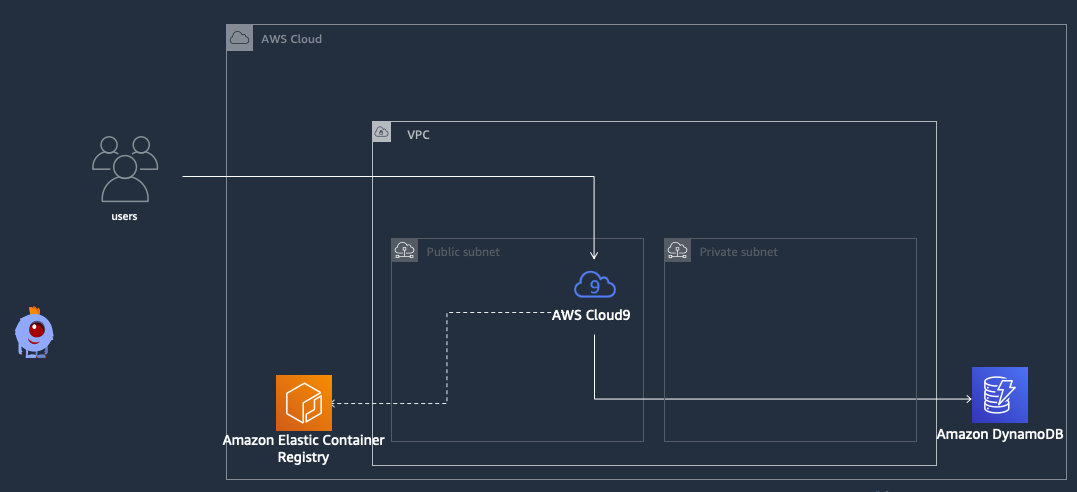 AWS Cloud
VPC
users
Public subnet
Private subnet
9
AWS Cloud9
Amazon Elastic Container
Registry
Amazon DynamoDB